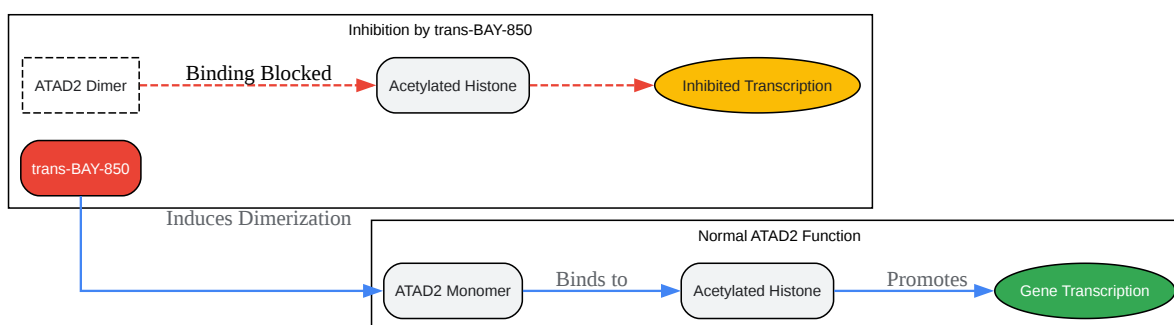 Inhibition by trans-BAY-850
ATAD2 Dimer
Binding Blocked
Acetylated Histone
Inhibited Transcription
trans-BAY-850
Induces Dimerization
Normal ATAD2 Function
ATAD2 Monomer
Binds to
Acetylated Histone
Promotes
Gene Transcription